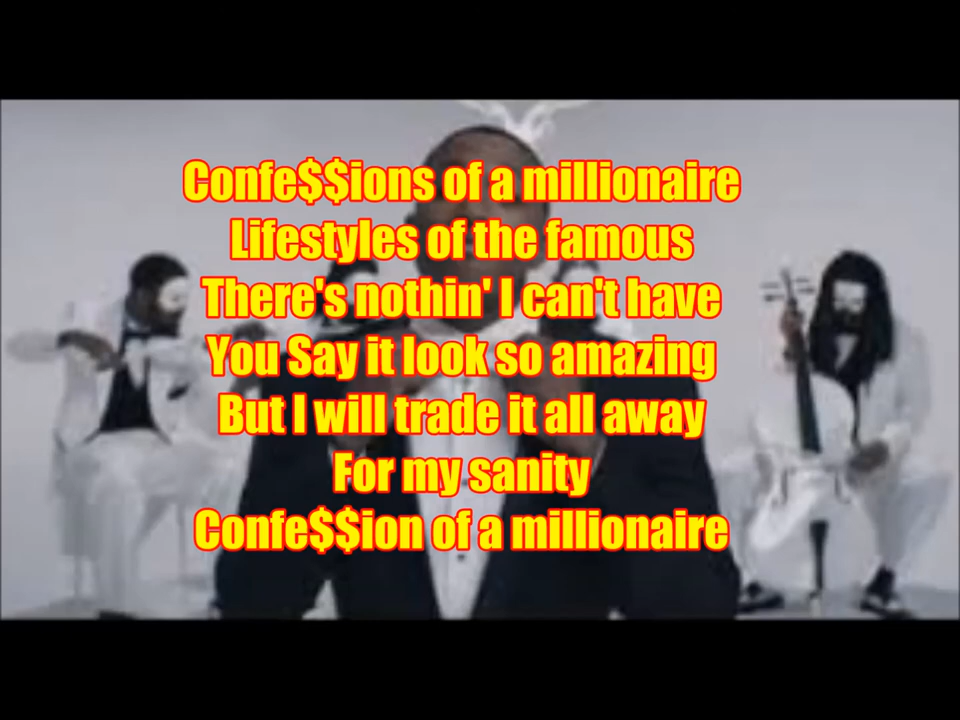 Confe$$ions of a millionaire
Lifestyles of the famous
There's nothin' I can't have
You Say it look so amazing
But I will trade it all away
For my sanity
Confe$$ion of a millionaire